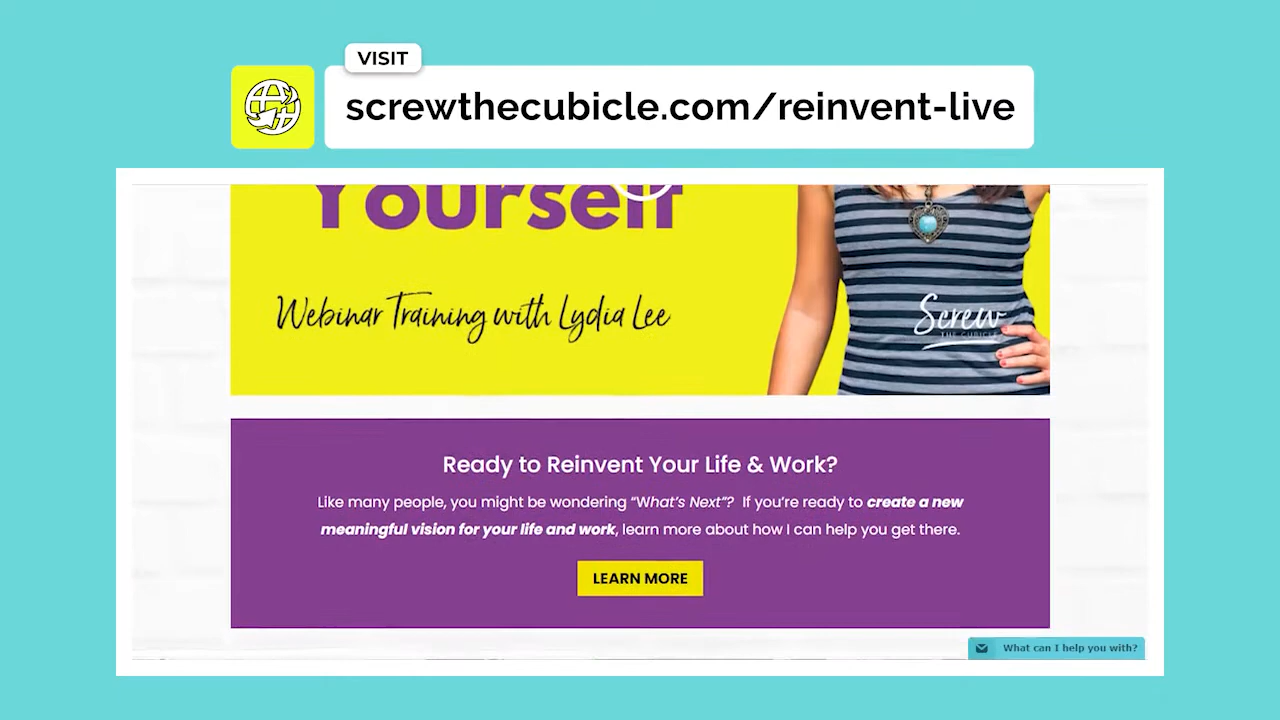 VISIT
screwthecubicle.com/reinvent-live
Yourself
Webinar Training with Lydia Lee
Screw
THE CUBICLE
Ready to Reinvent Your Life & Work?
Like many people, you might be wondering “What’s Next”? If you’re ready to create a new
meaningful vision for your life and work, learn more about how I can help you get there.
LEARN MORE
What can I help you with?